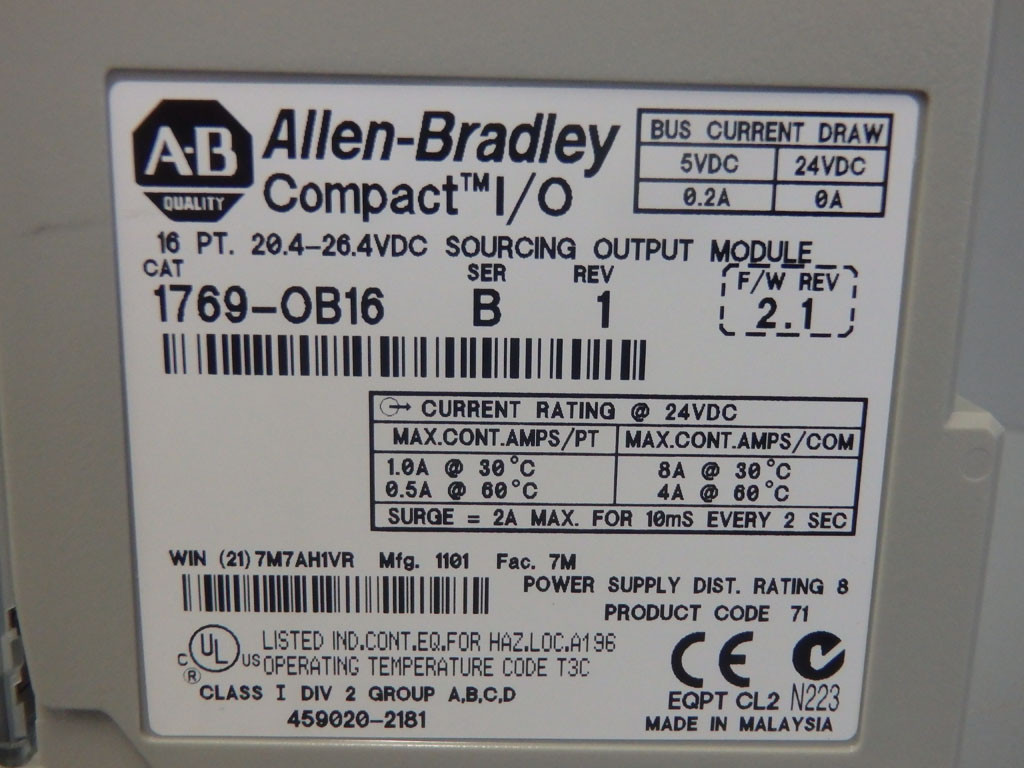 A-B
QUALITY
Allen-Bradley
Compact™ I/O
BUS CURRENT DRAW
5VDC 24VDC
0.2A 0A
16 PT. 20.4-26.4VDC SOURCING OUTPUT MODULE
CAT SER REV F/W REV
1769-OB16 B 1 2.1
CURRENT RATING @ 24VDC
MAX.CONT.AMPS/PT MAX.CONT.AMPS/COM
1.0A @ 30°C 8A @ 30°C
0.5A @ 60°C 4A @ 60°C
SURGE = 2A MAX. FOR 10mS EVERY 2 SEC
WIN (21)7M7AH1VR Mfg. 1101 Fac. 7M
POWER SUPPLY DIST. RATING 8
PRODUCT CODE 71
C UL US ®
LISTED IND.CONT.EQ.FOR HAZ.LOC.A196
OPERATING TEMPERATURE CODE T3C
CLASS I DIV 2 GROUP A,B,C,D
459020-2181
CE
EQPT CL2 N223
MADE IN MALAYSIA